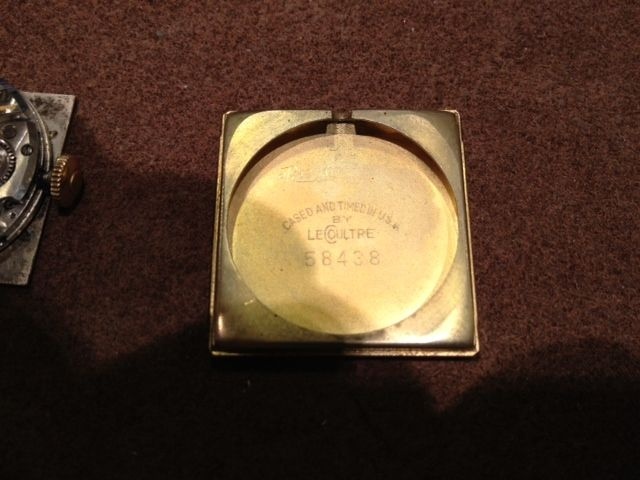 CASED AND TIMED IN U.S.A.
BY
LECOULTRE
58438